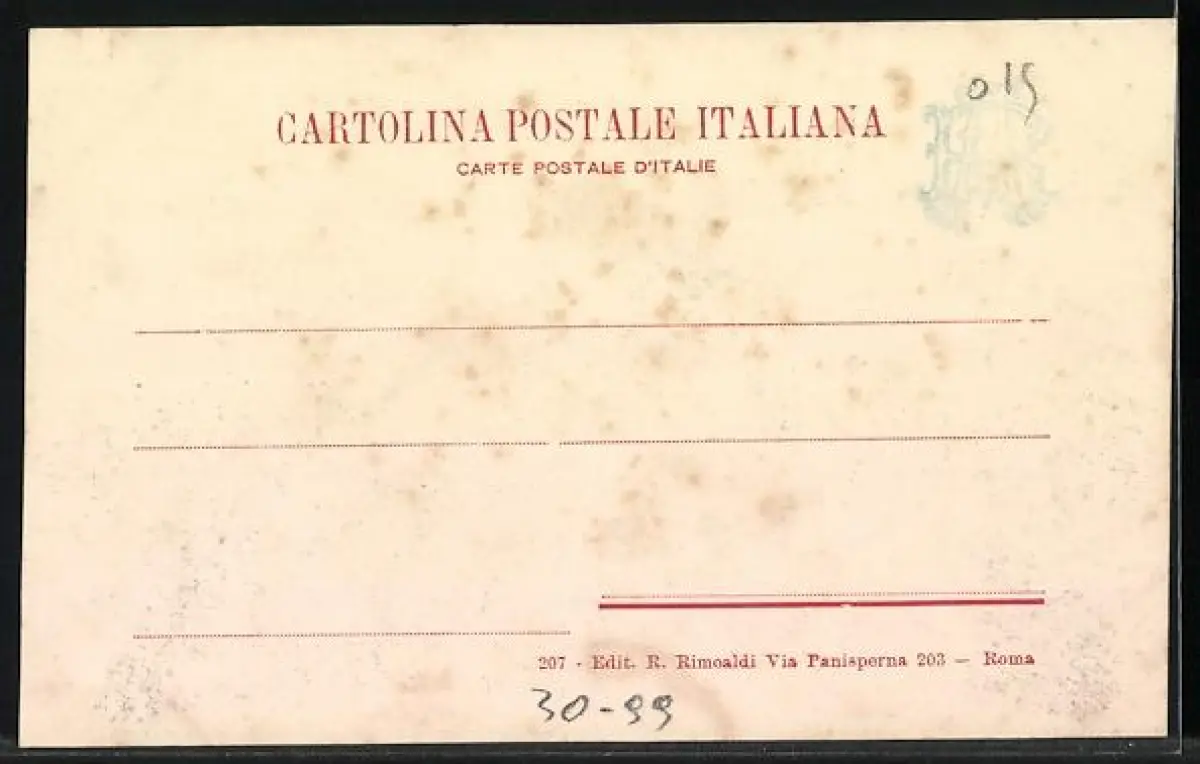 015
CARTOLINA POSTALE ITALIANA
CARTE POSTALE D'ITALIE
207 - Edit. R. Rimoaldi Via Panisperna 203 — Roma
30-99